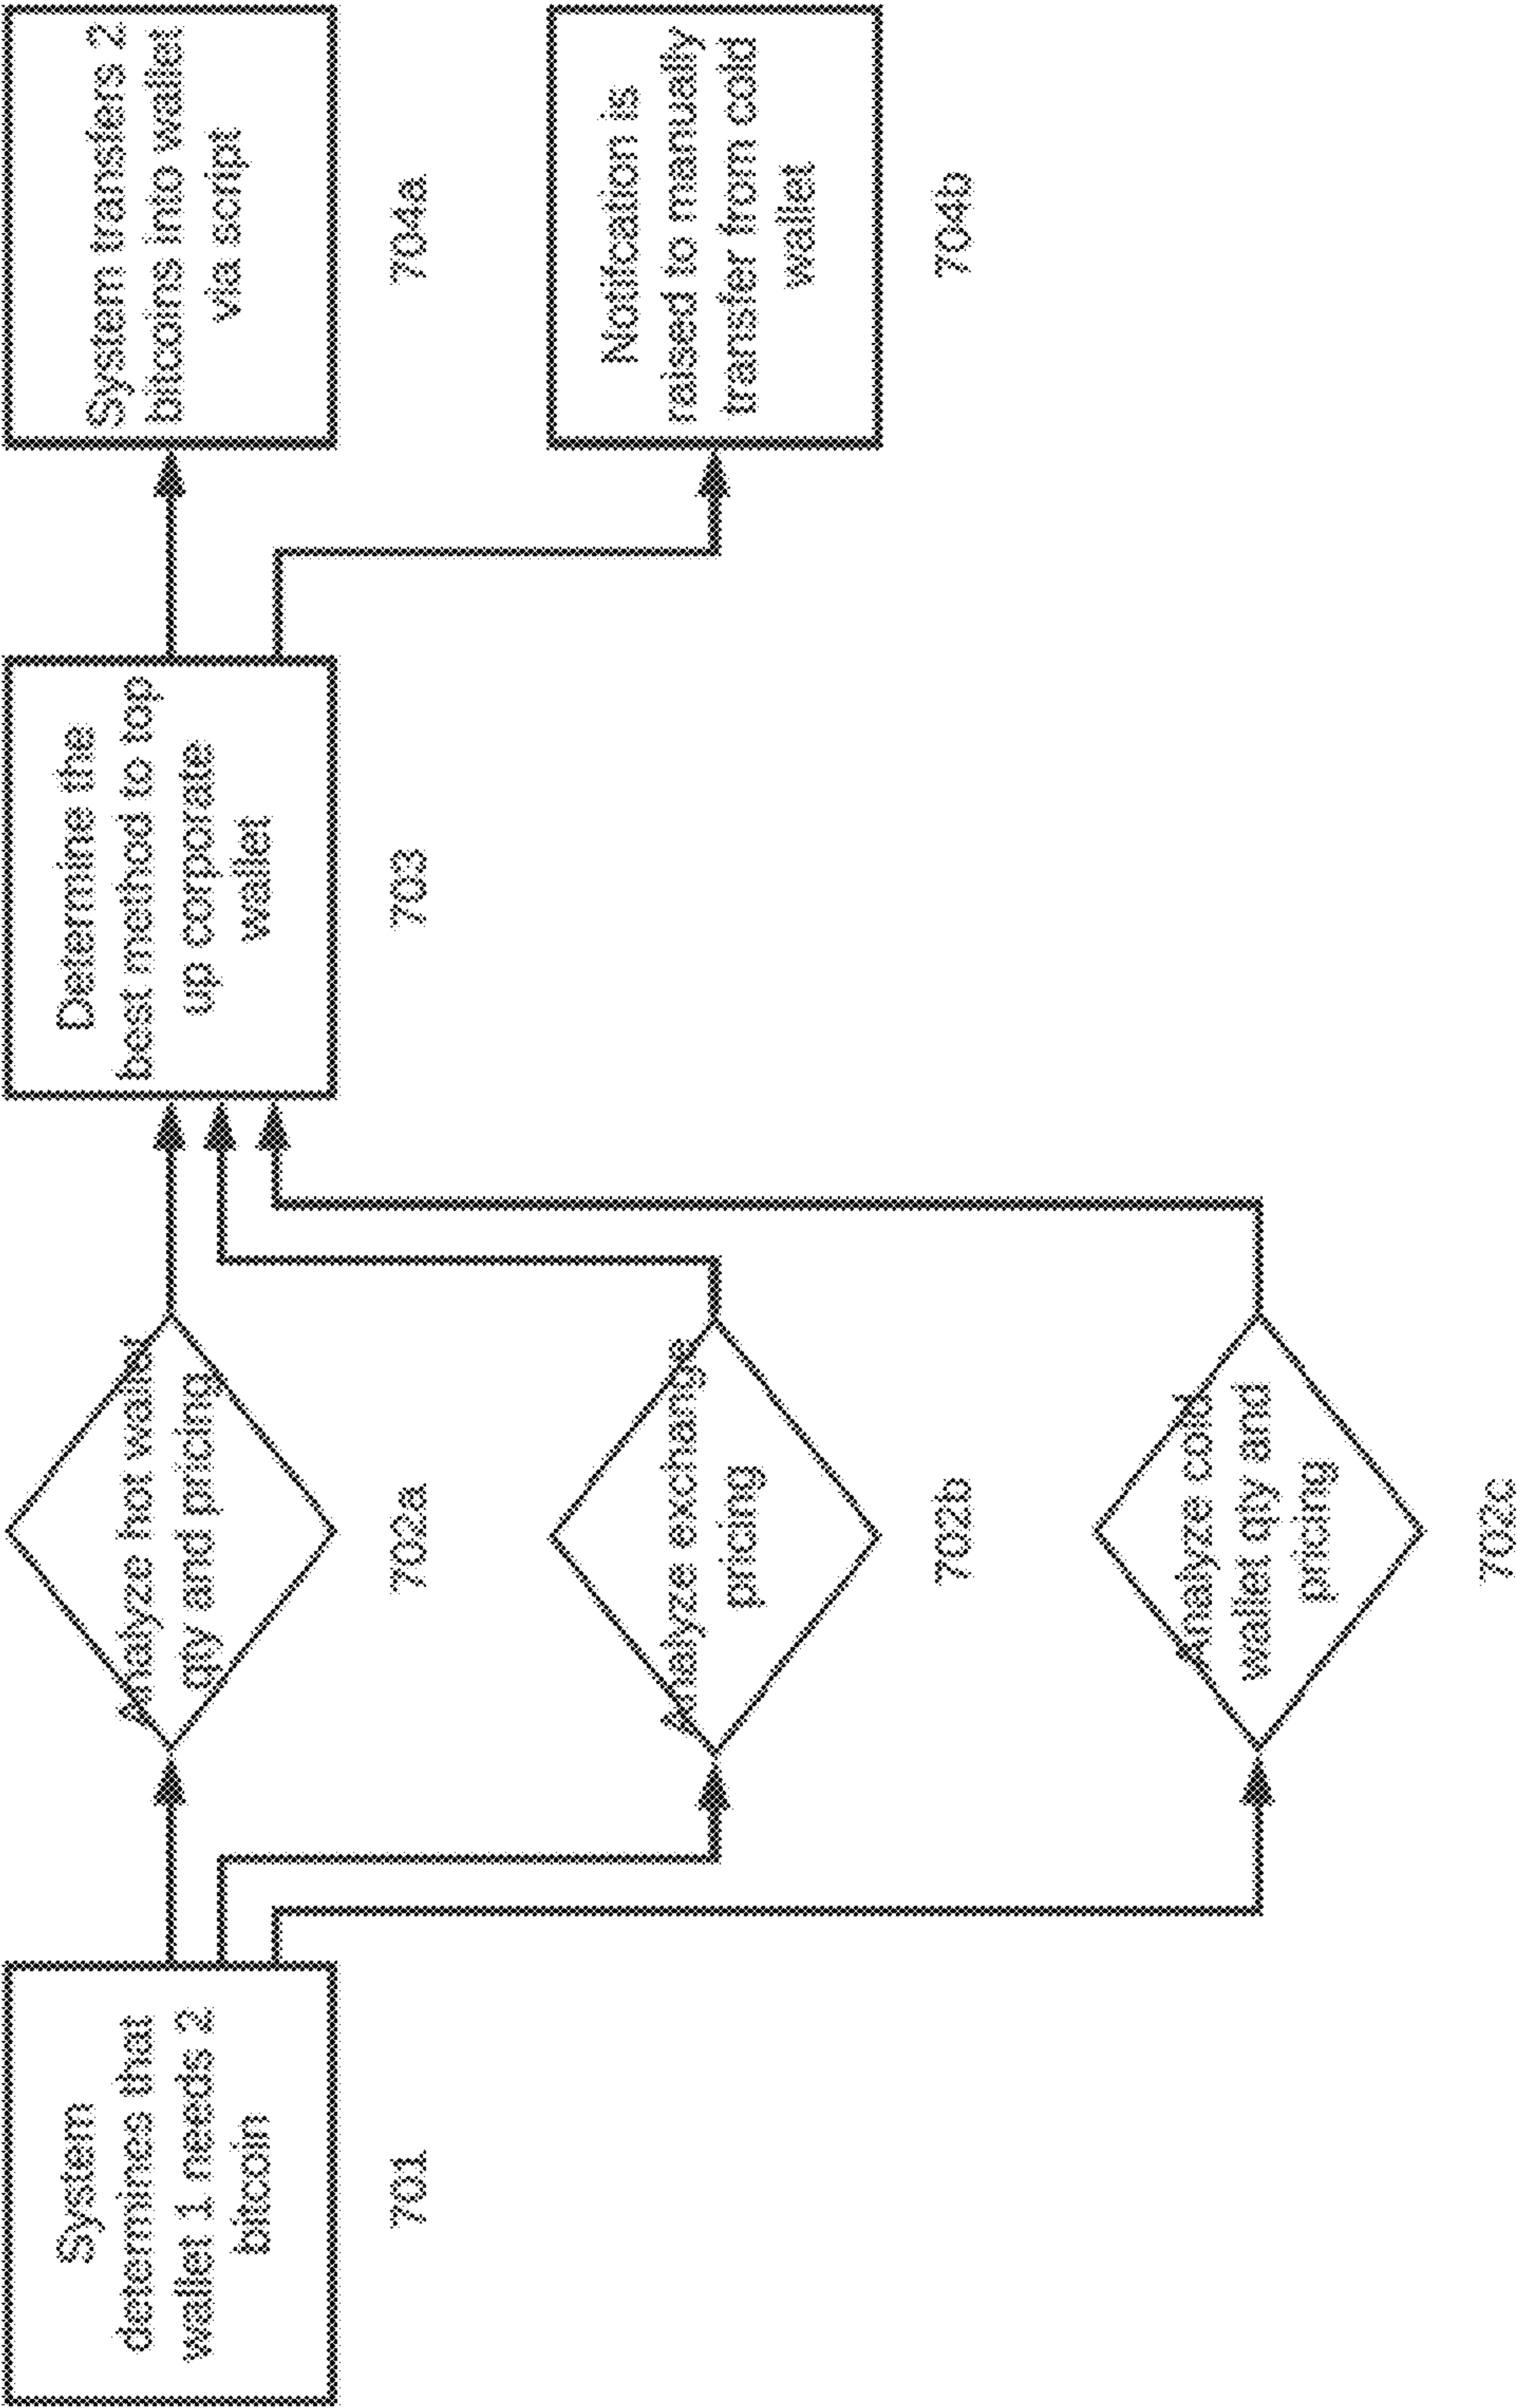 System
determines that
wallet 1 needs 2
bitcoin
701
Analyze hot wallet
qty and pricing
702a
Analyze exchange
pricing
702b
Analyze cold
wallet qty and
pricing
702c
Determine the
best method to top
up corporate
wallet
703
System transfers 2
bitcoins into wallet
via script
704a
Notifcation is
raised to manually
transfer from cold
wallet
704b